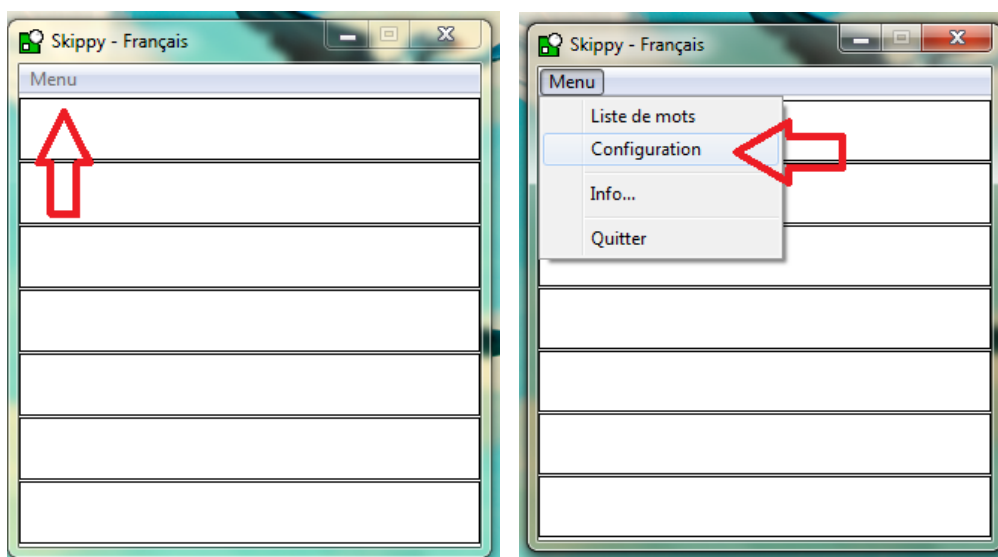 Skippy - Français
Menu
Skippy - Français
Menu
Liste de mots
Configuration
Info...
Quitter